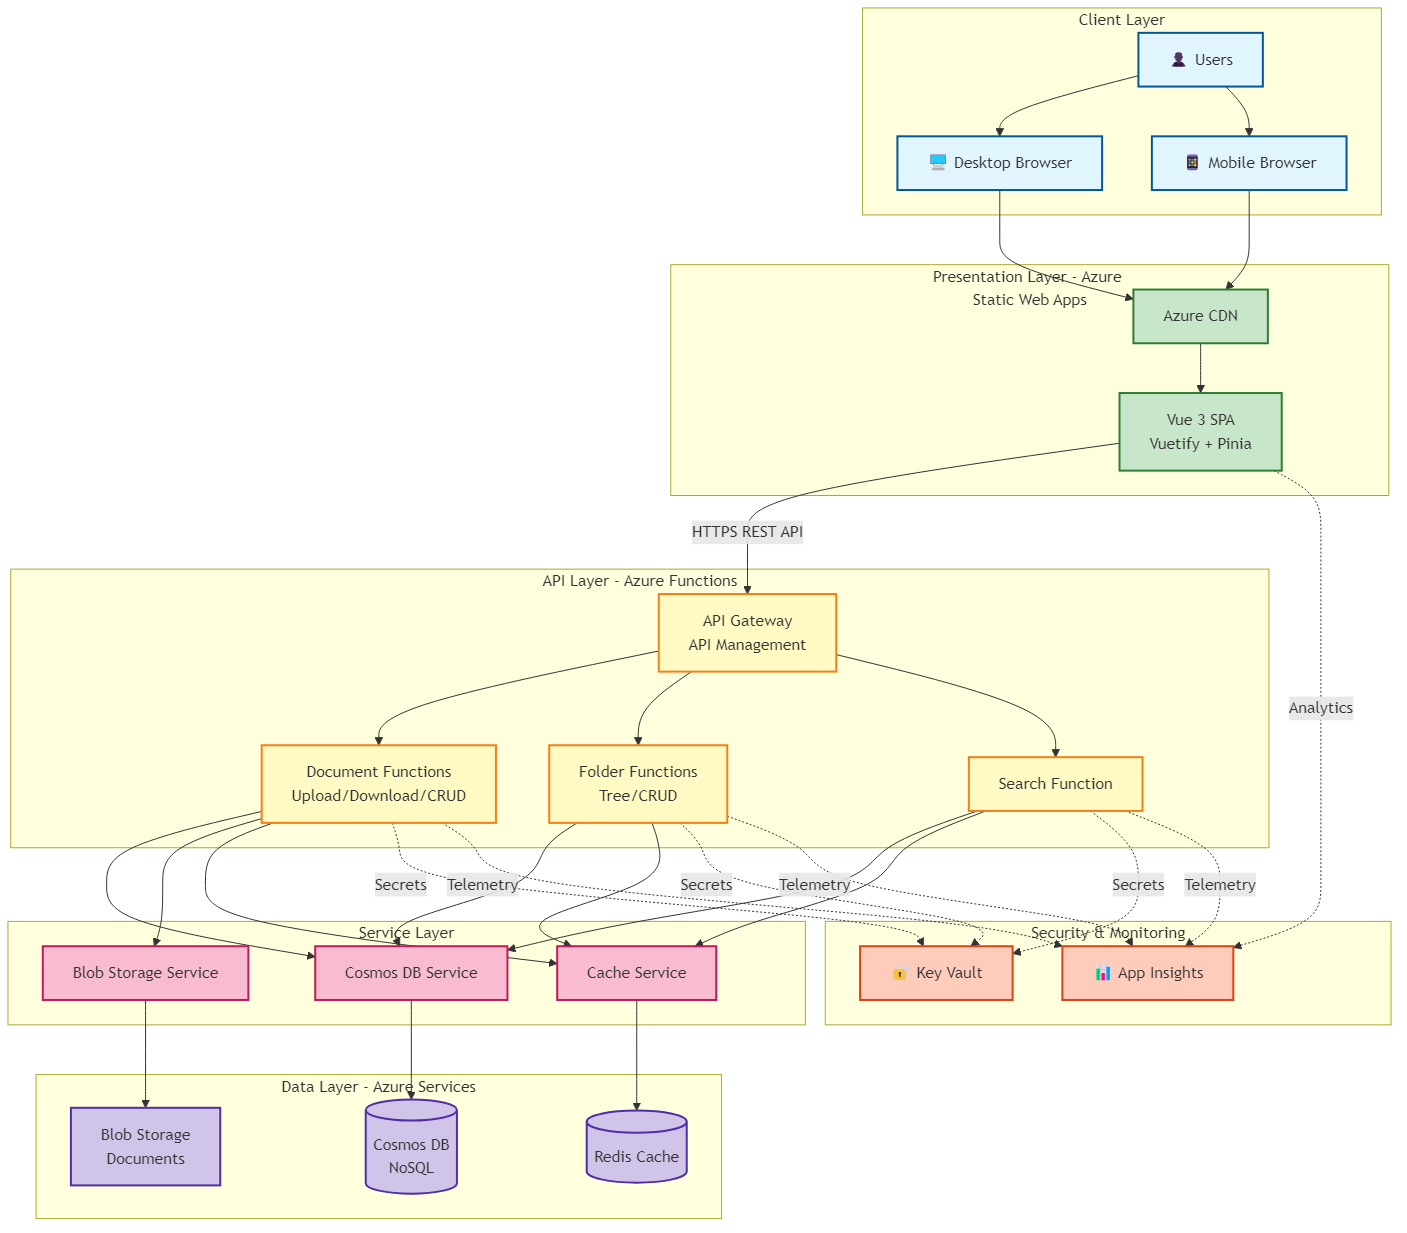 Client Layer
Users
Desktop Browser
Mobile Browser
Presentation Layer - Azure
Static Web Apps
Azure CDN
Vue 3 SPA
Vuetify + Pinia
HTTPS REST API
API Layer - Azure Functions
API Gateway
API Management
Analytics
Document Functions
Upload/Download/CRUD
Folder Functions
Tree/CRUD
Search Function
Secrets
Telemetry
Secrets
Telemetry
Secrets
Telemetry
Service Layer
Security & Monitoring
Blob Storage Service
Cosmos DB Service
Cache Service
Key Vault
App Insights
Data Layer - Azure Services
Blob Storage
Documents
Cosmos DB
NoSQL
Redis Cache